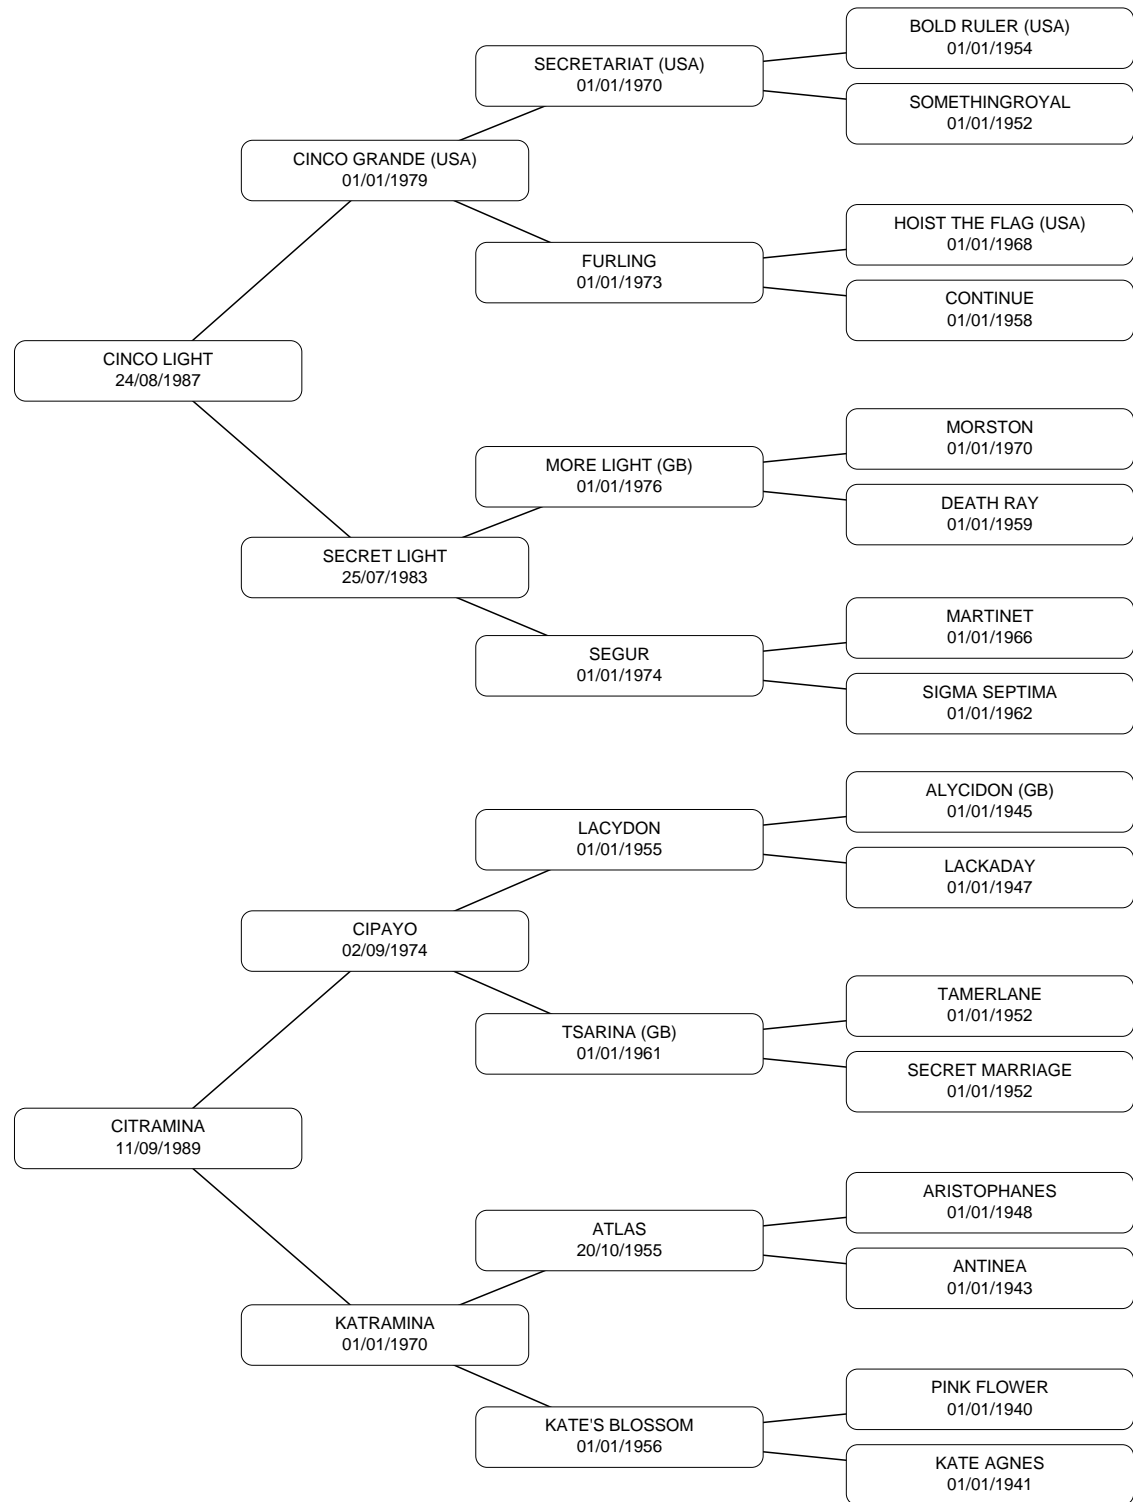 BOLD RULER (USA)
01/01/1954
SECRETARIAT (USA)
01/01/1970
SOMETHINGROYAL
01/01/1952
CINCO GRANDE (USA)
01/01/1979
HOIST THE FLAG (USA)
01/01/1968
FURLING
01/01/1973
CONTINUE
01/01/1958
CINCO LIGHT
24/08/1987
MORSTON
01/01/1970
MORE LIGHT (GB)
01/01/1976
DEATH RAY
01/01/1959
SECRET LIGHT
25/07/1983
MARTINET
01/01/1966
SEGUR
01/01/1974
SIGMA SEPTIMA
01/01/1962
ALYCIDON (GB)
01/01/1945
LACYDON
01/01/1955
LACKADAY
01/01/1947
CIPAYO
02/09/1974
TAMERLANE
01/01/1952
TSARINA (GB)
01/01/1961
SECRET MARRIAGE
01/01/1952
CITRAMINA
11/09/1989
ARISTOPHANES
01/01/1948
ATLAS
20/10/1955
ANTINEA
01/01/1943
KATRAMINA
01/01/1970
PINK FLOWER
01/01/1940
KATE'S BLOSSOM
01/01/1956
KATE AGNES
01/01/1941